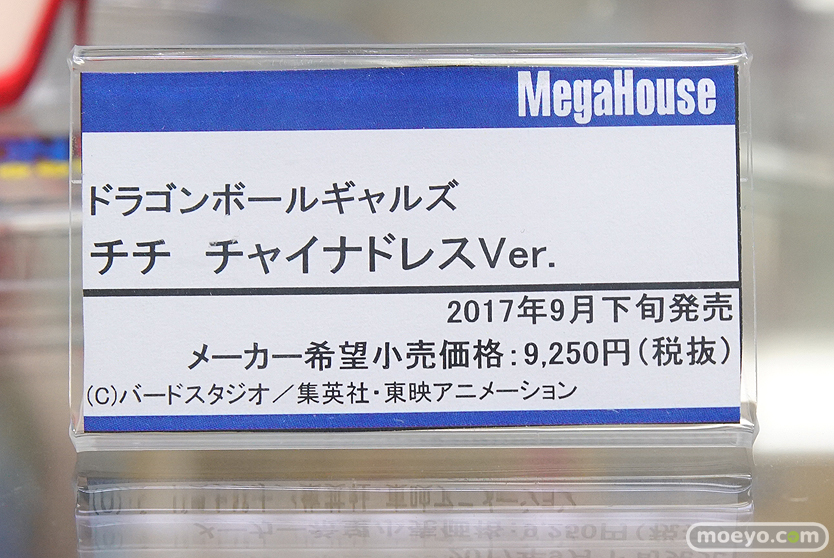 MegaHouse
ドラゴンボールギャルズ
チチ　チャイナドレスVer.
2017年9月下旬発売
メーカー希望小売価格：9,250円（税抜）
(C)バードスタジオ／集英社・東映アニメーション
moeyo.com